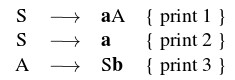 S ⟶ aA { print 1 }
S ⟶ a { print 2 }
A ⟶ Sb { print 3 }